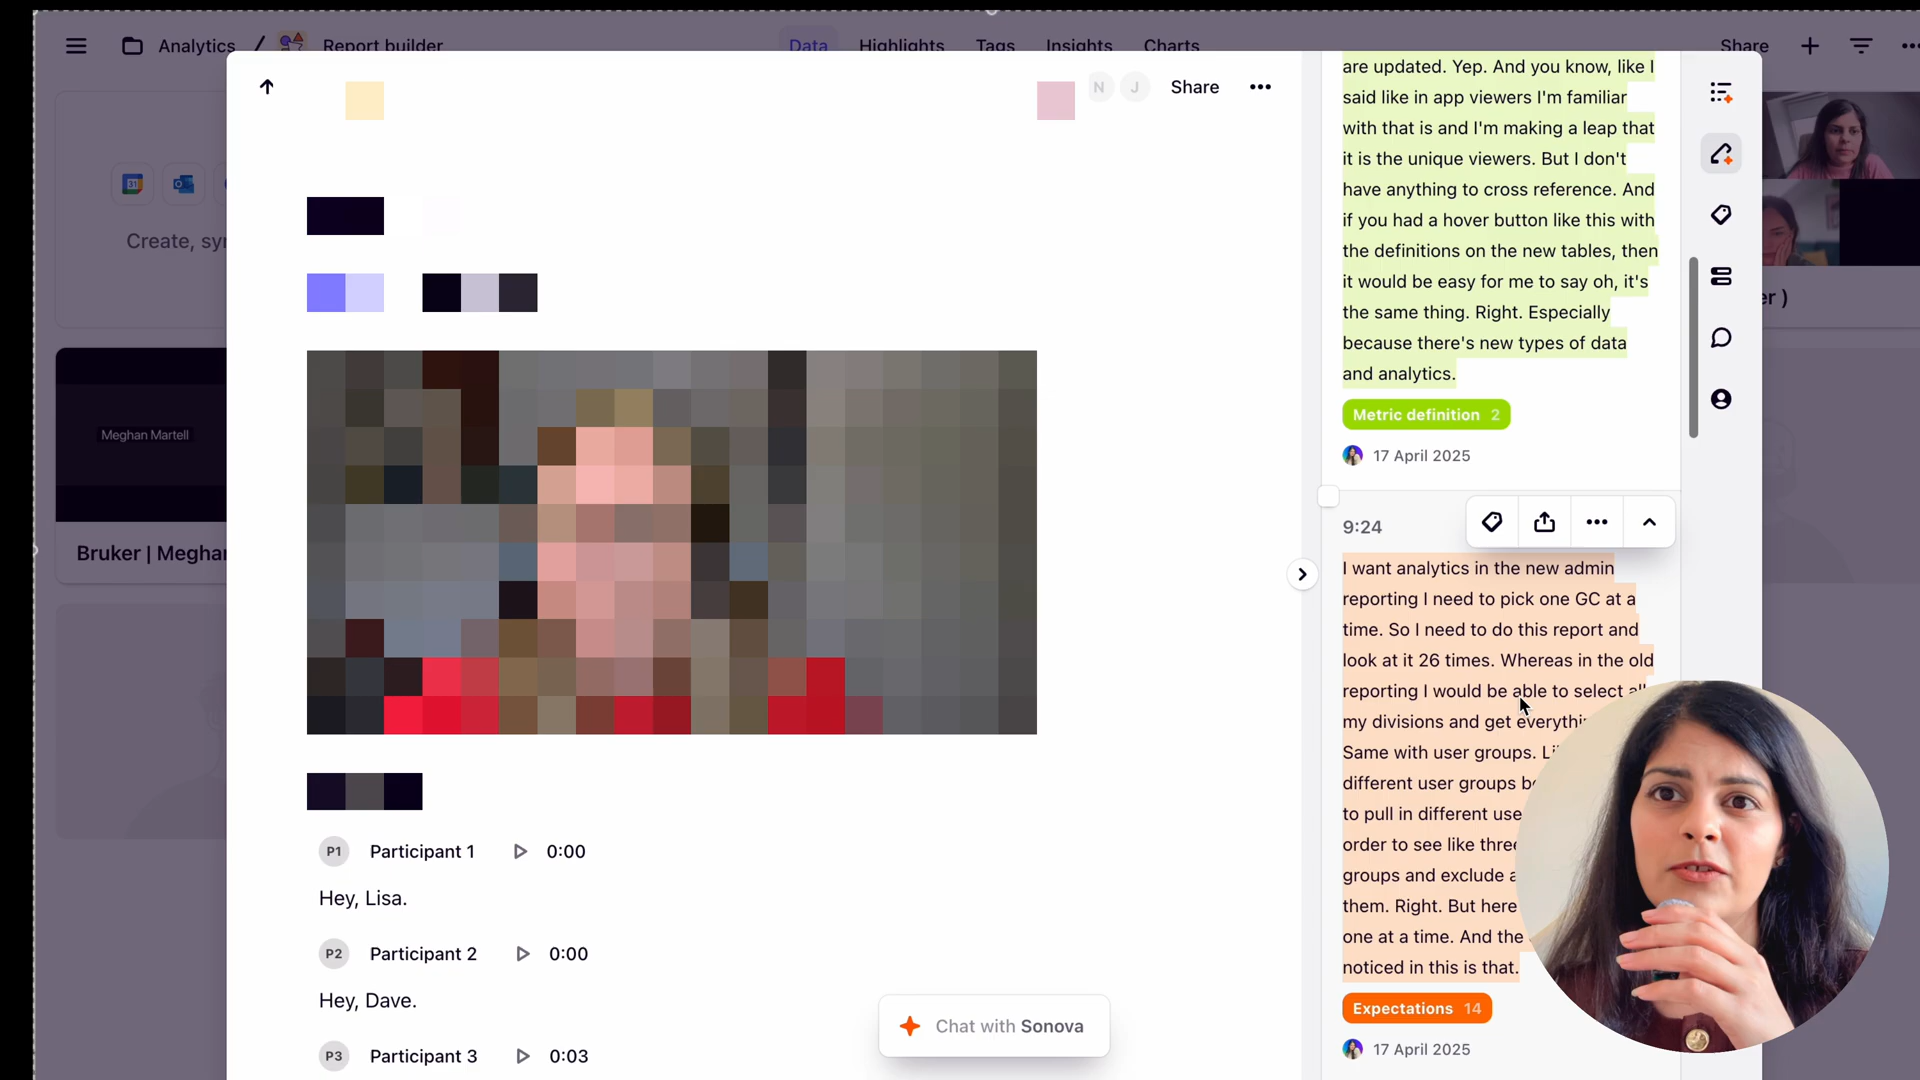 Analytics / Report builder
Data Highlights Tags Insights Charts
Share
N J Share
Create, syn
Meghan Martell
Bruker | Megha
er )
31
P1 Participant 1 0:00
Hey, Lisa.
P2 Participant 2 0:00
Hey, Dave.
P3 Participant 3 0:03
Chat with Sonova
are updated. Yep. And you know, like I
said like in app viewers I'm familiar
with that is and I'm making a leap that
it is the unique viewers. But I don't
have anything to cross reference. And
if you had a hover button like this with
the definitions on the new tables, then
it would be easy for me to say oh, it's
the same thing. Right. Especially
because there's new types of data
and analytics.
Metric definition 2
17 April 2025
9:24
I want analytics in the new admin
reporting I need to pick one GC at a
time. So I need to do this report and
look at it 26 times. Whereas in the old
reporting I would be able to select all
my divisions and get everythi
Same with user groups. Li
different user groups be
to pull in different use
order to see like three
groups and exclude a
them. Right. But here
one at a time. And the
noticed in this is that.
Expectations 14
17 April 2025